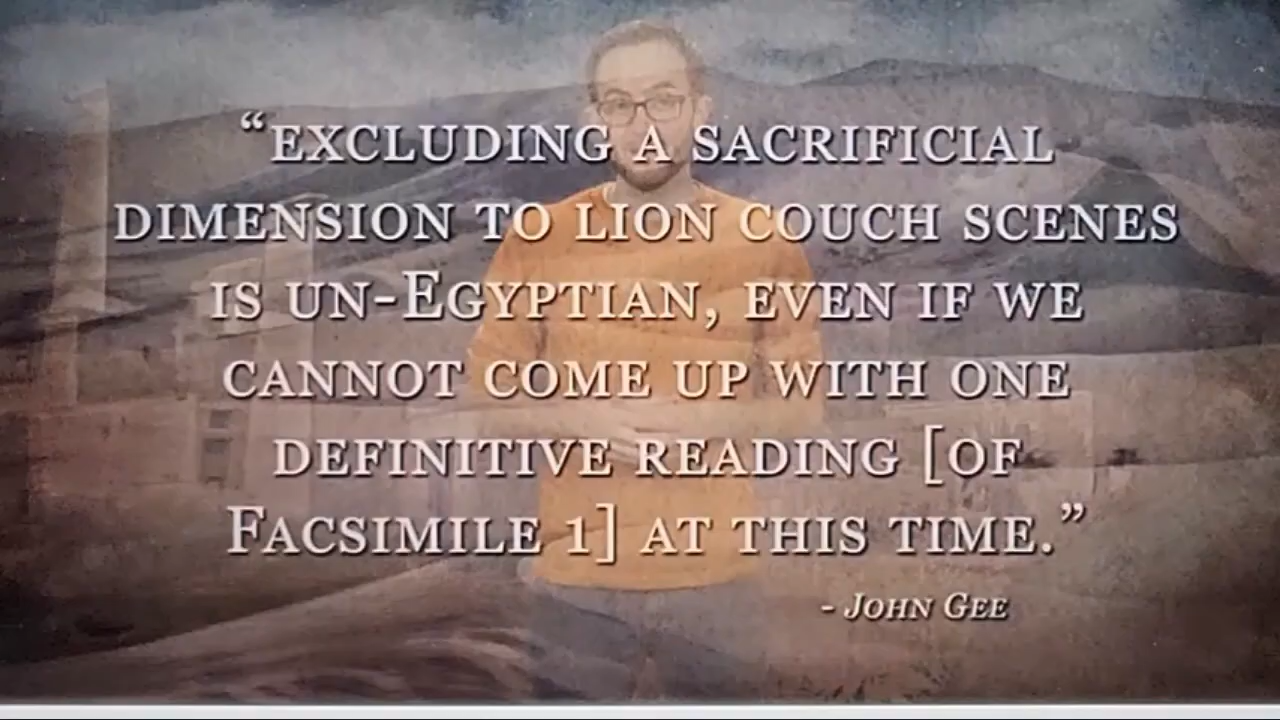 “EXCLUDING A SACRIFICIAL
DIMENSION TO LION COUCH SCENES
IS UN-EGYPTIAN, EVEN IF WE
CANNOT COME UP WITH ONE
DEFINITIVE READING [OF
FACSIMILE 1] AT THIS TIME.”
- JOHN GEE